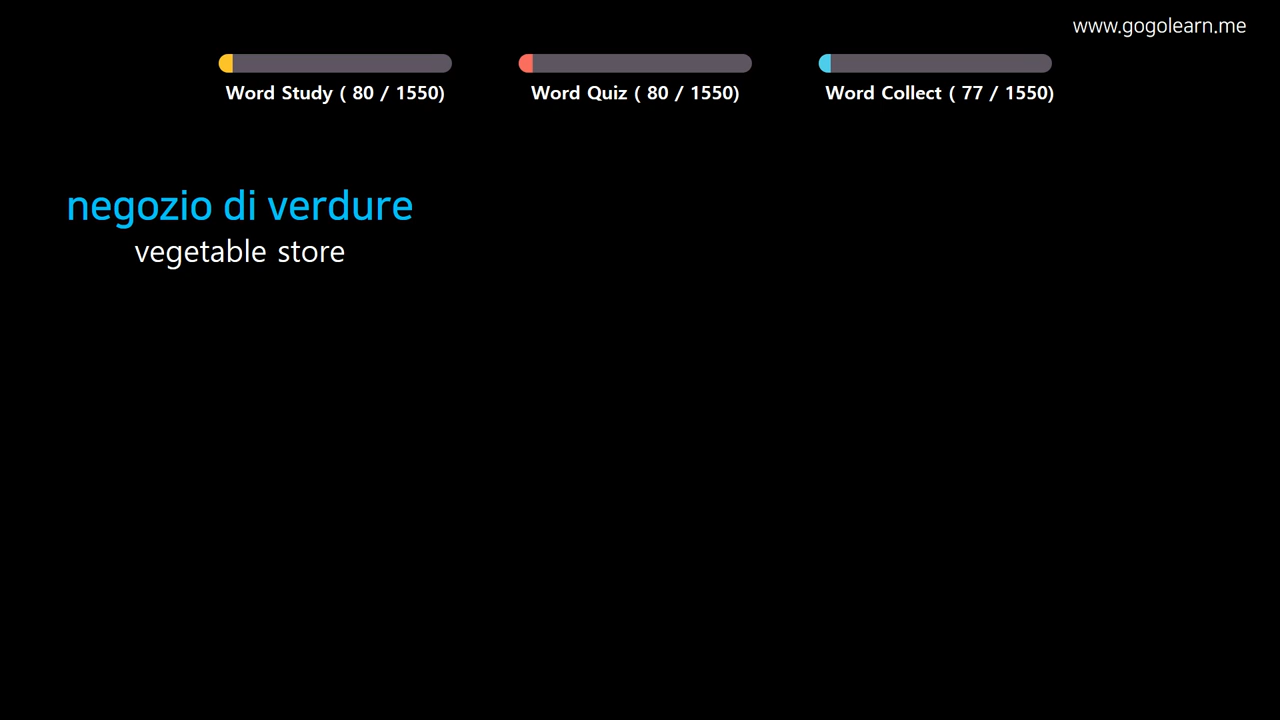 www.gogolearn.me
Word Study ( 80 / 1550)
Word Quiz ( 80 / 1550)
Word Collect ( 77 / 1550)
negozio di verdure
vegetable store